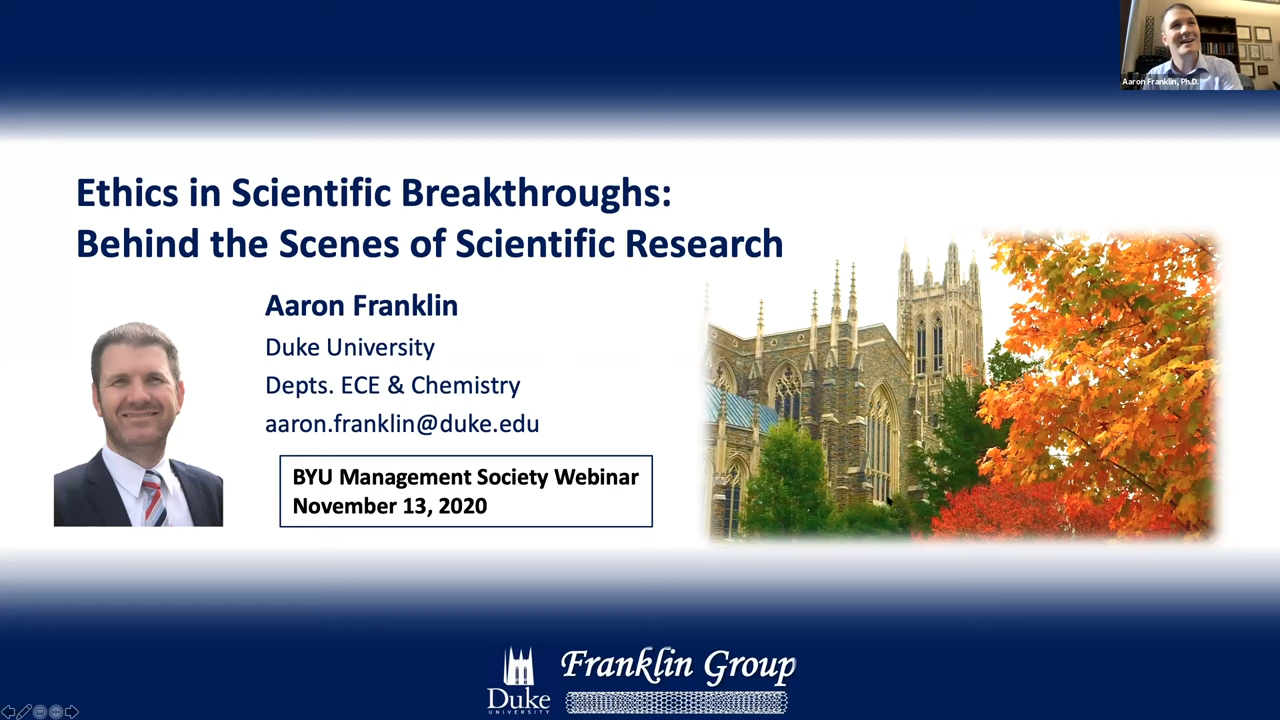 Aaron Franklin, Ph.D.
Ethics in Scientific Breakthroughs:
Behind the Scenes of Scientific Research
Aaron Franklin
Duke University
Depts. ECE & Chemistry
aaron.franklin@duke.edu
BYU Management Society Webinar
November 13, 2020
Duke
UNIVERSITY
Franklin Group